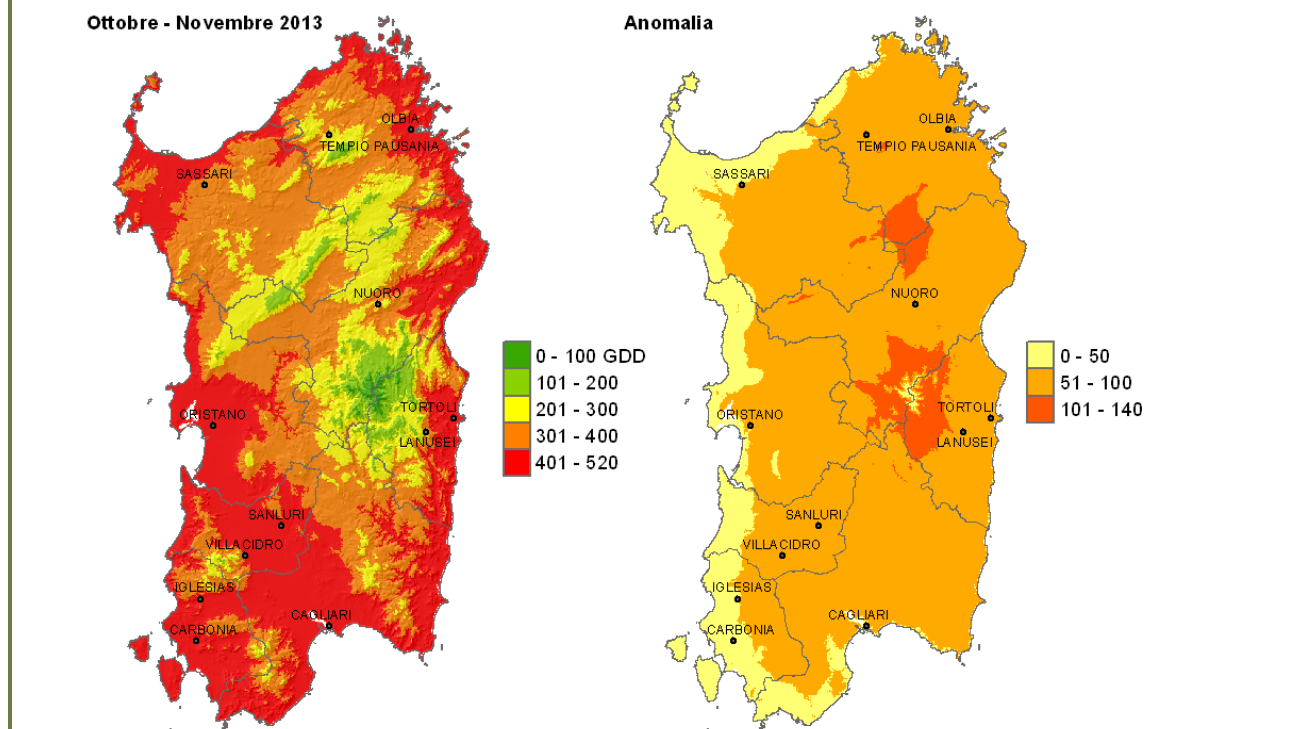 Ottobre - Novembre 2013
OLBIA
TEMPIO PAUSANIA
SASSARI
NUORO
ORISTANO
TORTOLI
LANUSEI
SANLURI
VILLACIDRO
IGLESIAS
CAGLIARI
CARBONIA
0 - 100 GDD
101 - 200
201 - 300
301 - 400
401 - 520
Anomalia
OLBIA
TEMPIO PAUSANIA
SASSARI
NUORO
ORISTANO
TORTOLI
LANUSEI
SANLURI
VILLACIDRO
IGLESIAS
CAGLIARI
CARBONIA
0 - 50
51 - 100
101 - 140